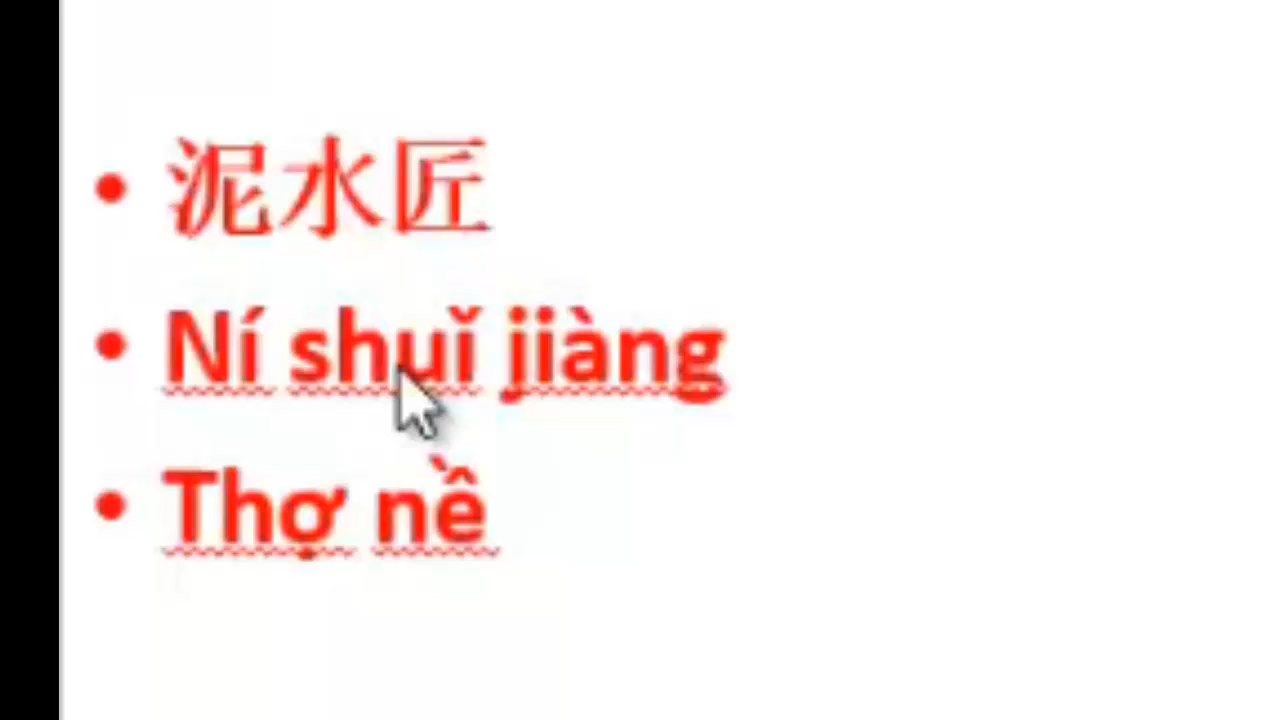 泥水匠
Ní shuǐ jiàng
Thợ nề